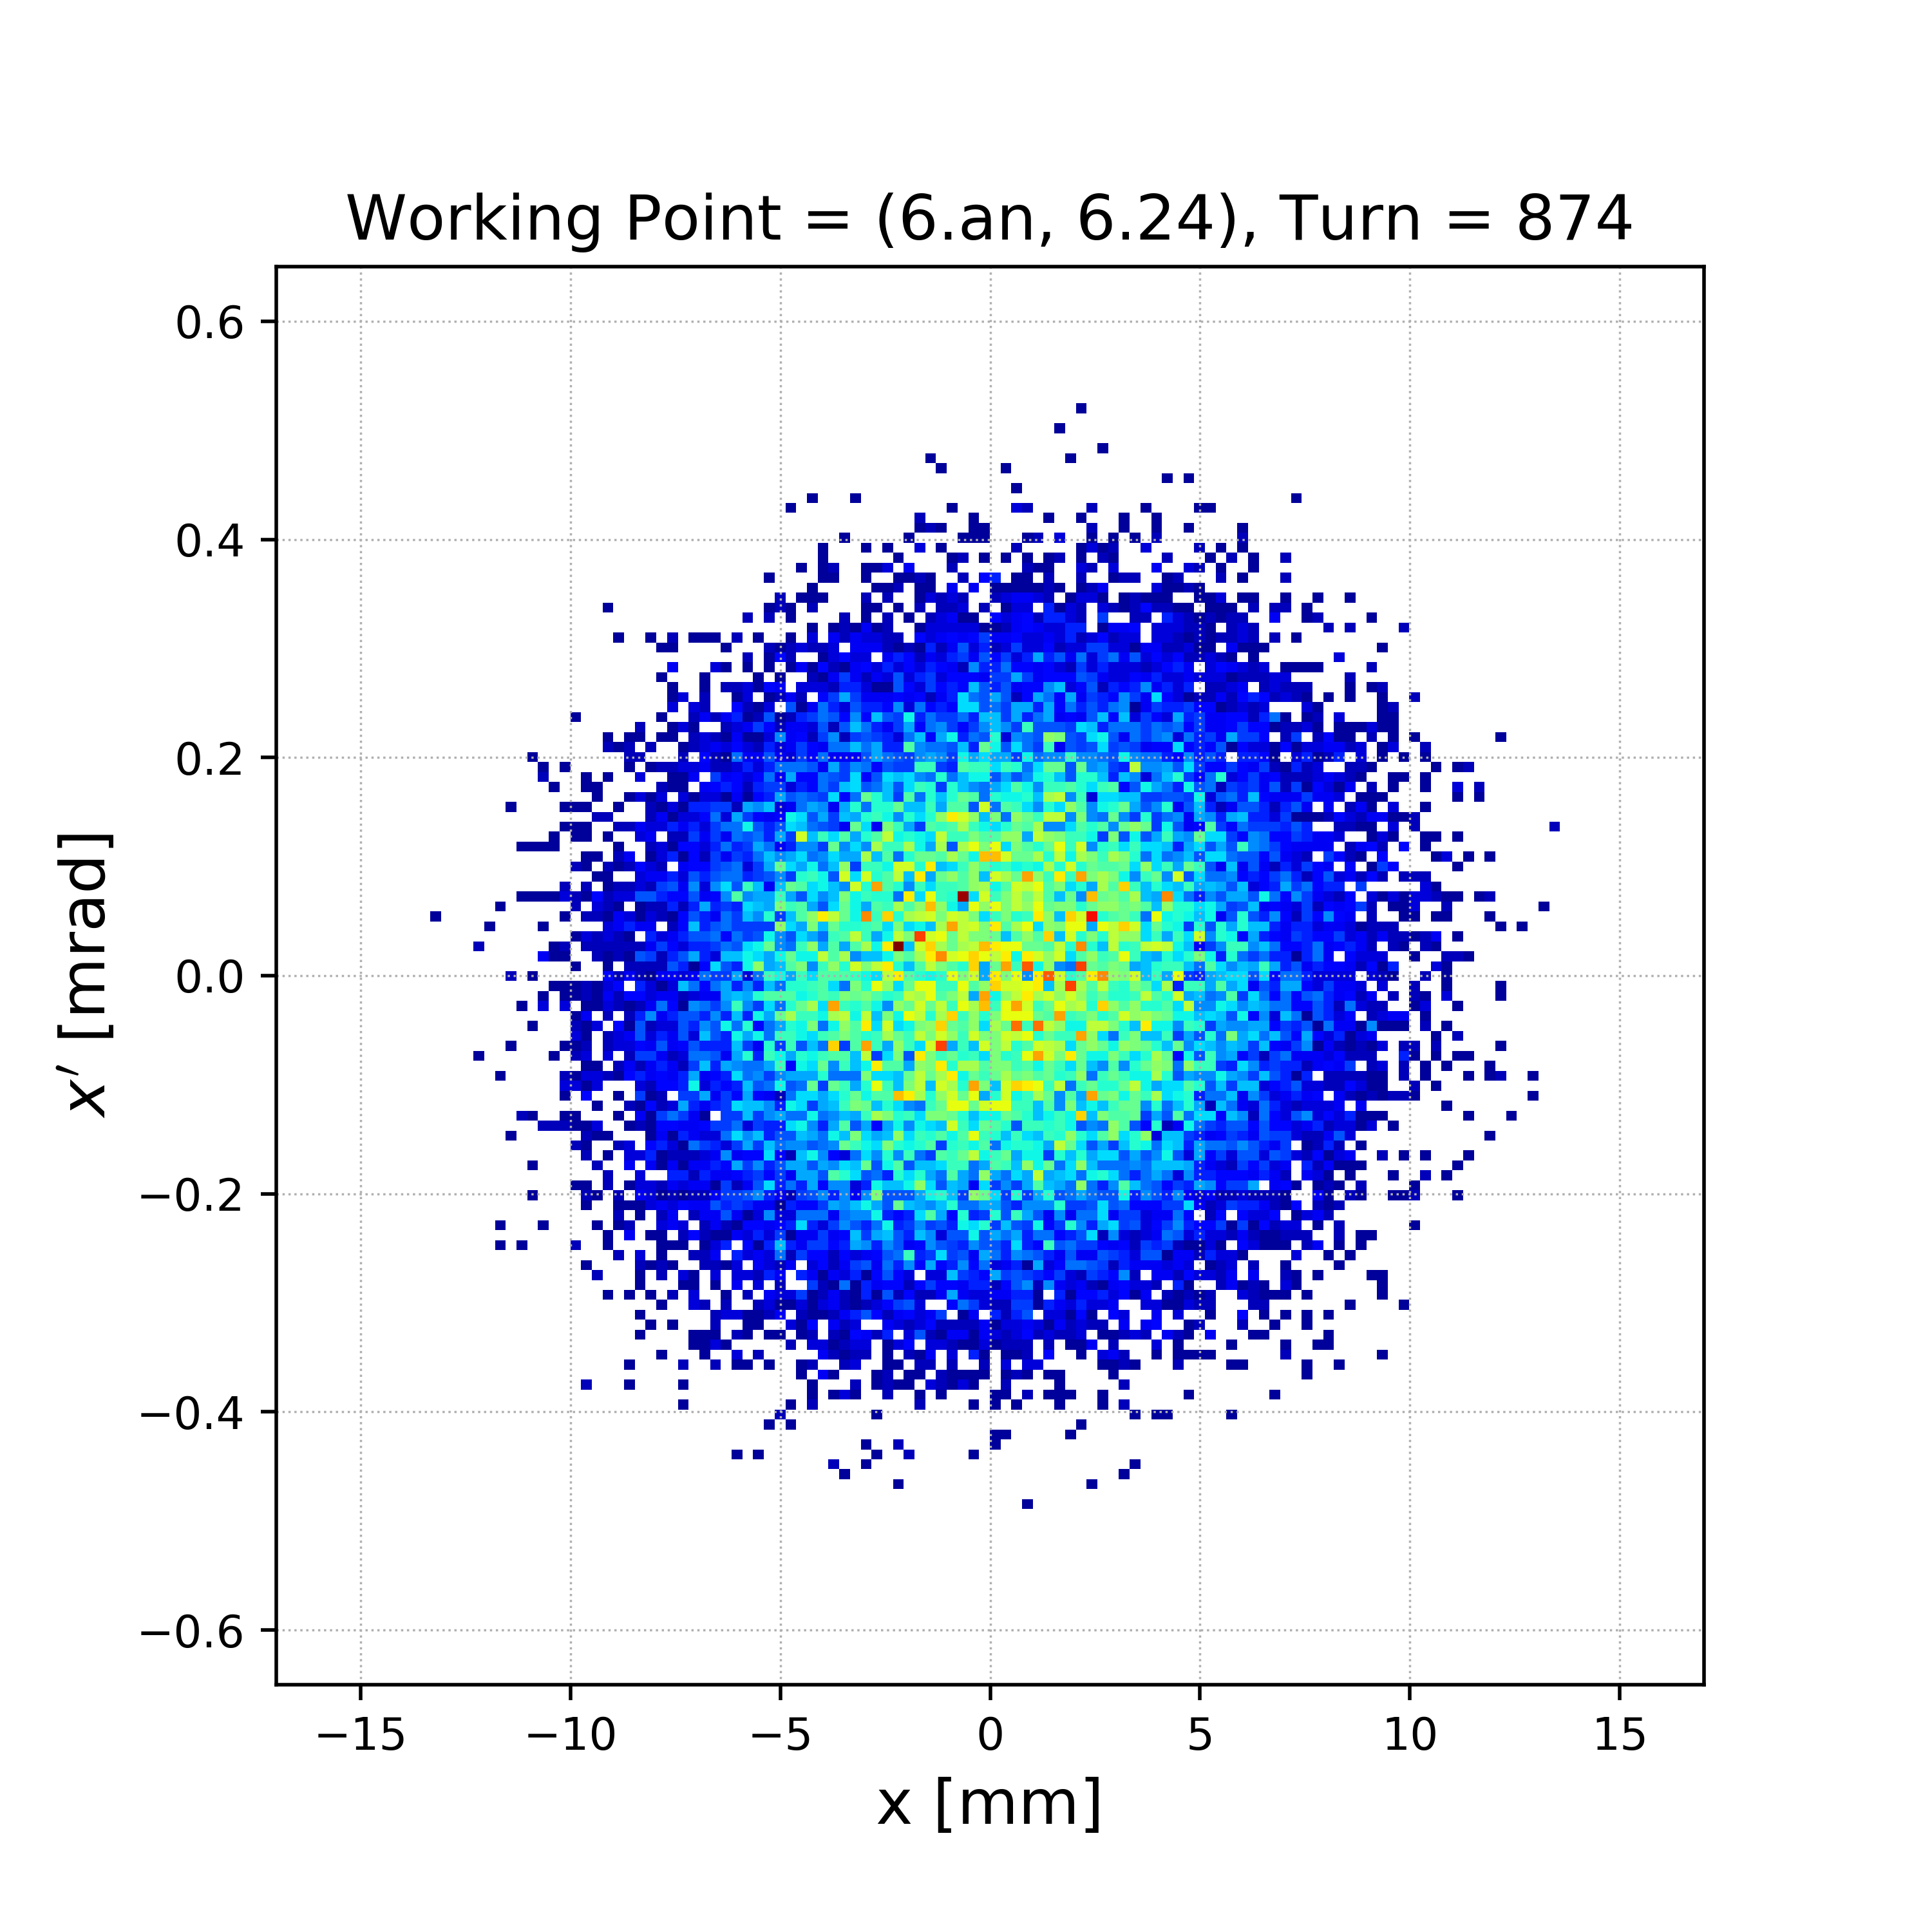 Working Point = (6.an, 6.24), Turn = 874
0.6
0.4
0.2
0.0
−0.2
−0.4
−0.6
x′ [mrad]
−15 −10 −5 0 5 10 15
x [mm]